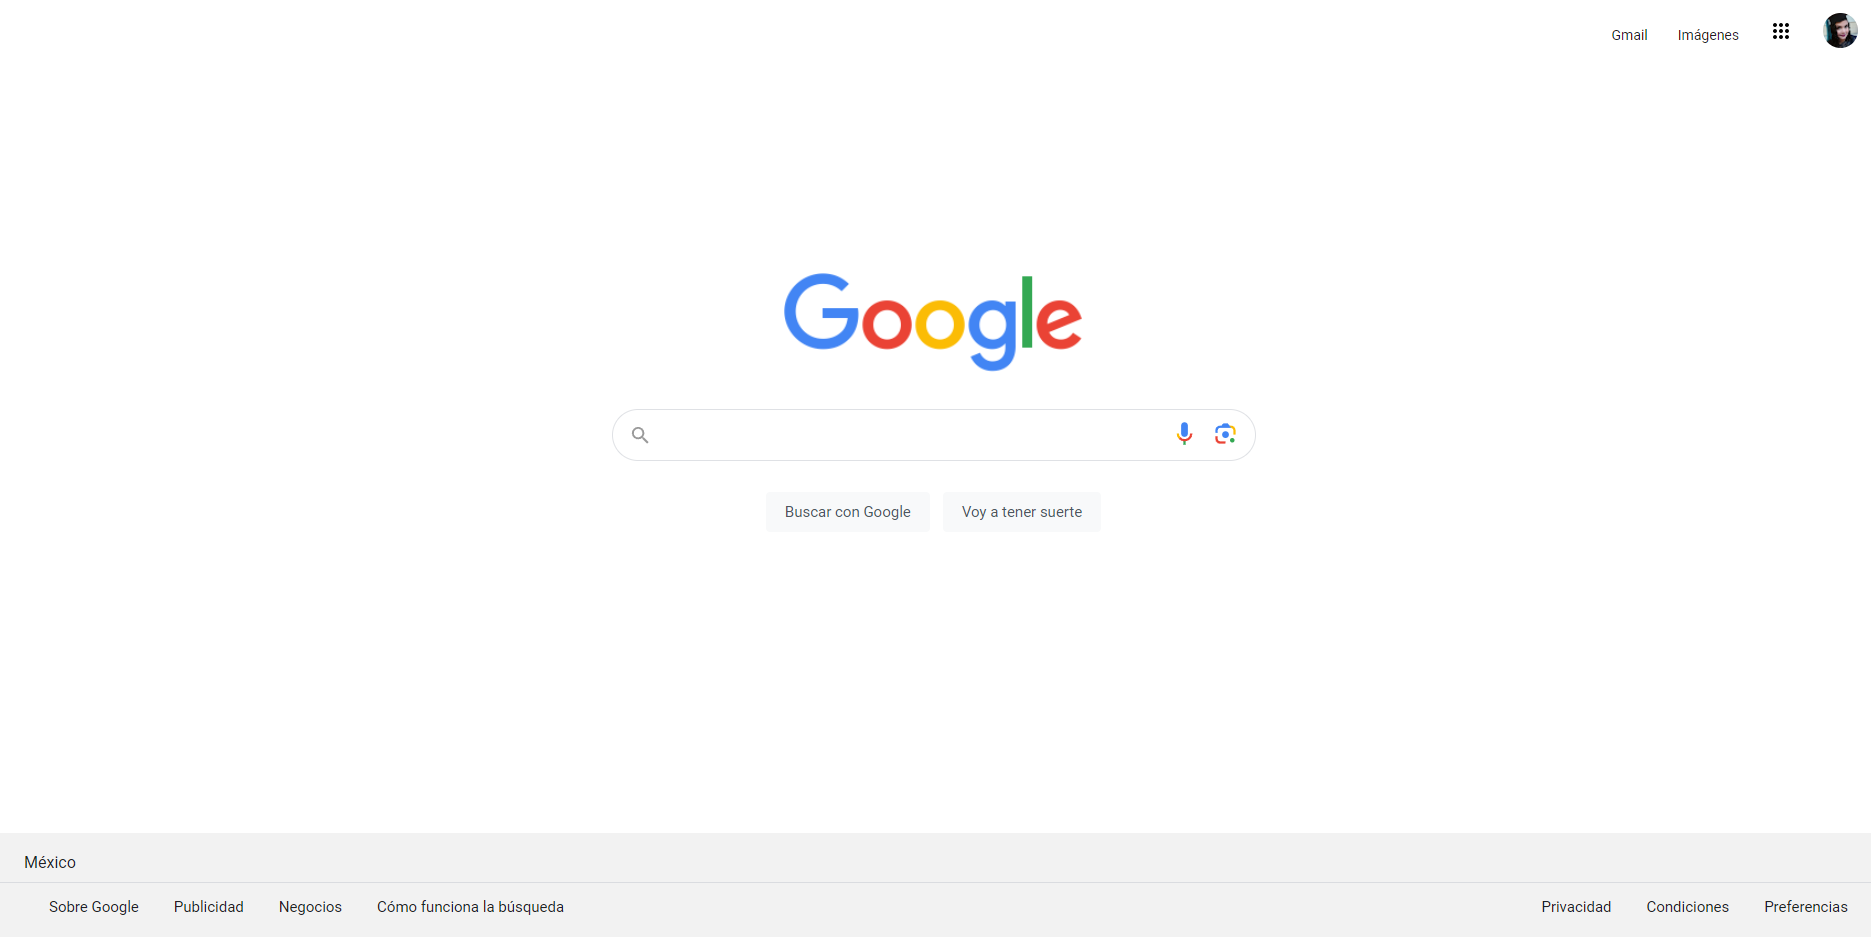 Gmail Imágenes
Google
Buscar con Google Voy a tener suerte
México
Sobre Google Publicidad Negocios Cómo funciona la búsqueda Privacidad Condiciones Preferencias